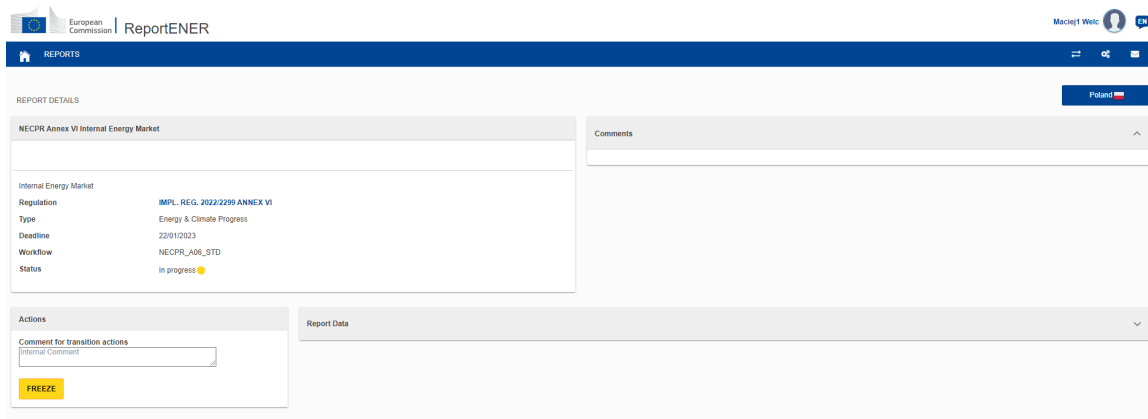 European
Commission
ReportENER
Maciej1 Welc
EN
REPORTS
REPORT DETAILS
Poland
NECPR Annex VI Internal Energy Market
Comments
Internal Energy Market
Regulation IMPL. REG. 2022/2299 ANNEX VI
Type Energy & Climate Progress
Deadline 22/01/2023
Workflow NECPR_A06_STD
Status In progress
Actions
Report Data
Comment for transition actions
Internal Comment
FREEZE